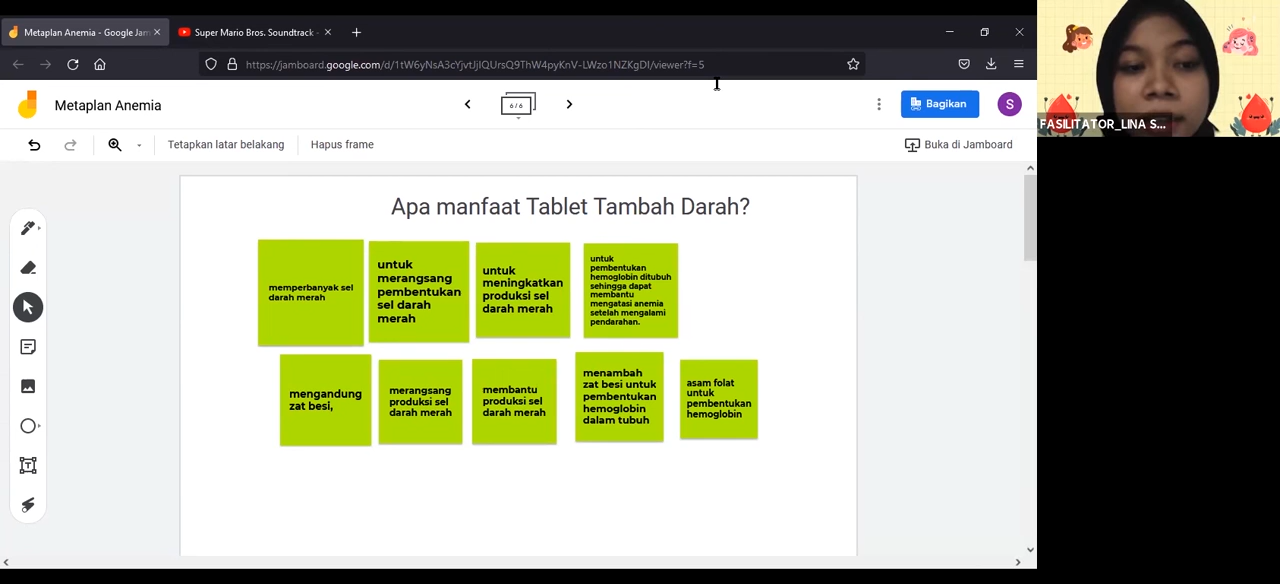 Metaplan Anemia - Google Jam
Super Mario Bros. Soundtrack -
https://jamboard.google.com/d/1tW6yNsA3cYjvtJjIQUrsQ9ThW4pyKnV-LWzo1NZKgDI/viewer?f=5
Metaplan Anemia
6 / 6
Bagikan
S
Tetapkan latar belakang
Hapus frame
Buka di Jamboard
FASILITATOR_LINA S...
Apa manfaat Tablet Tambah Darah?
memperbanyak sel
darah merah
untuk
merangsang
pembentukan
sel darah
merah
untuk
meningkatkan
produksi sel
darah merah
untuk
pembentukan
hemoglobin ditubuh
sehingga dapat
membantu
mengatasi anemia
setelah mengalami
pendarahan.
mengandung
zat besi,
merangsang
produksi sel
darah merah
membantu
produksi sel
darah merah
menambah
zat besi untuk
pembentukan
hemoglobin
dalam tubuh
asam folat
untuk
pembentukan
hemoglobin